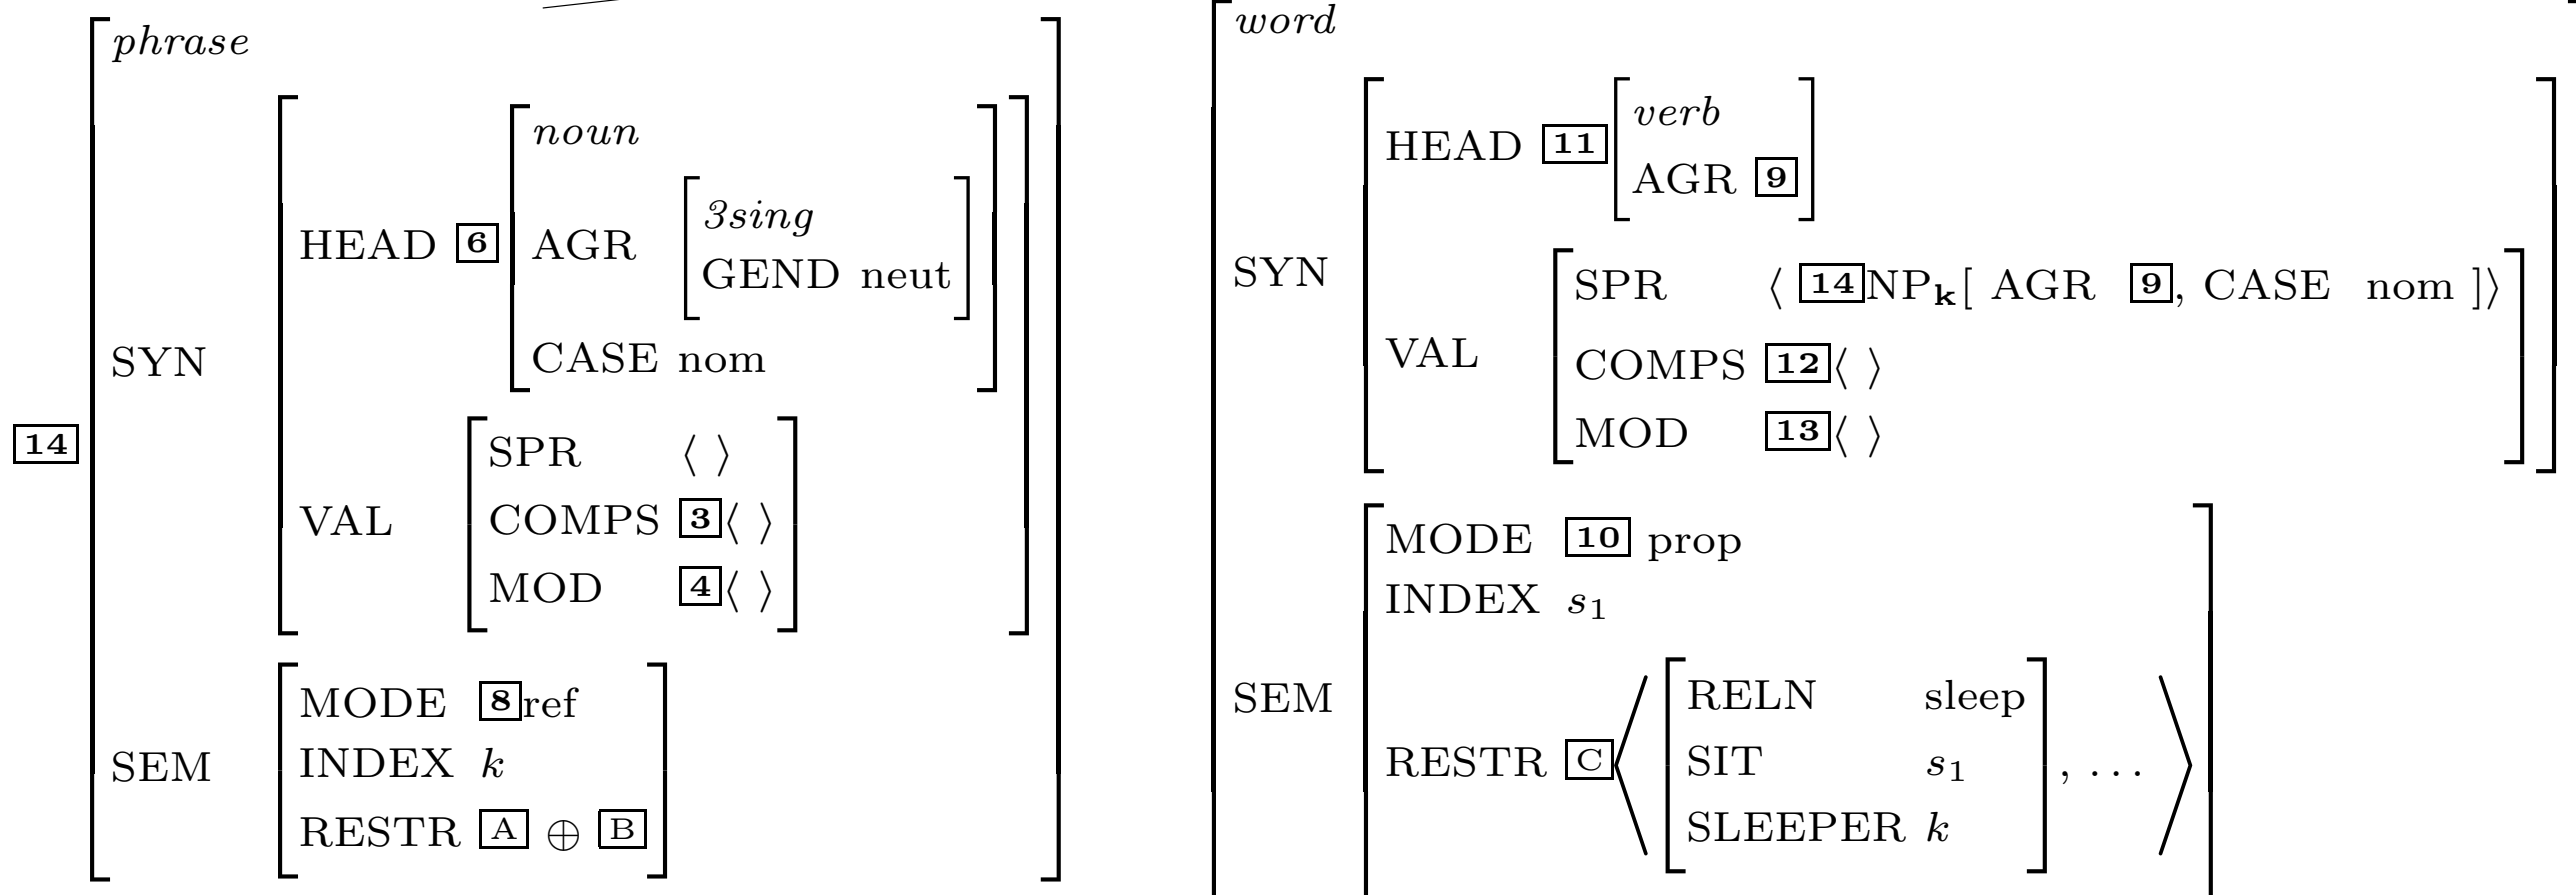 phrase
SYN
HEAD 6
noun
AGR
3sing
GEND neut
CASE nom
VAL
SPR ⟨ ⟩
COMPS 3⟨ ⟩
MOD 4⟨ ⟩
14
SEM
MODE 8ref
INDEX k
RESTR A ⊕ B
word
SYN
HEAD 11
verb
AGR 9
VAL
SPR ⟨ 14NPk[ AGR 9, CASE nom ]⟩
COMPS 12⟨ ⟩
MOD 13⟨ ⟩
SEM
MODE 10 prop
INDEX s1
RESTR C⟨
RELN sleep
SIT s1
SLEEPER k
, ... ⟩